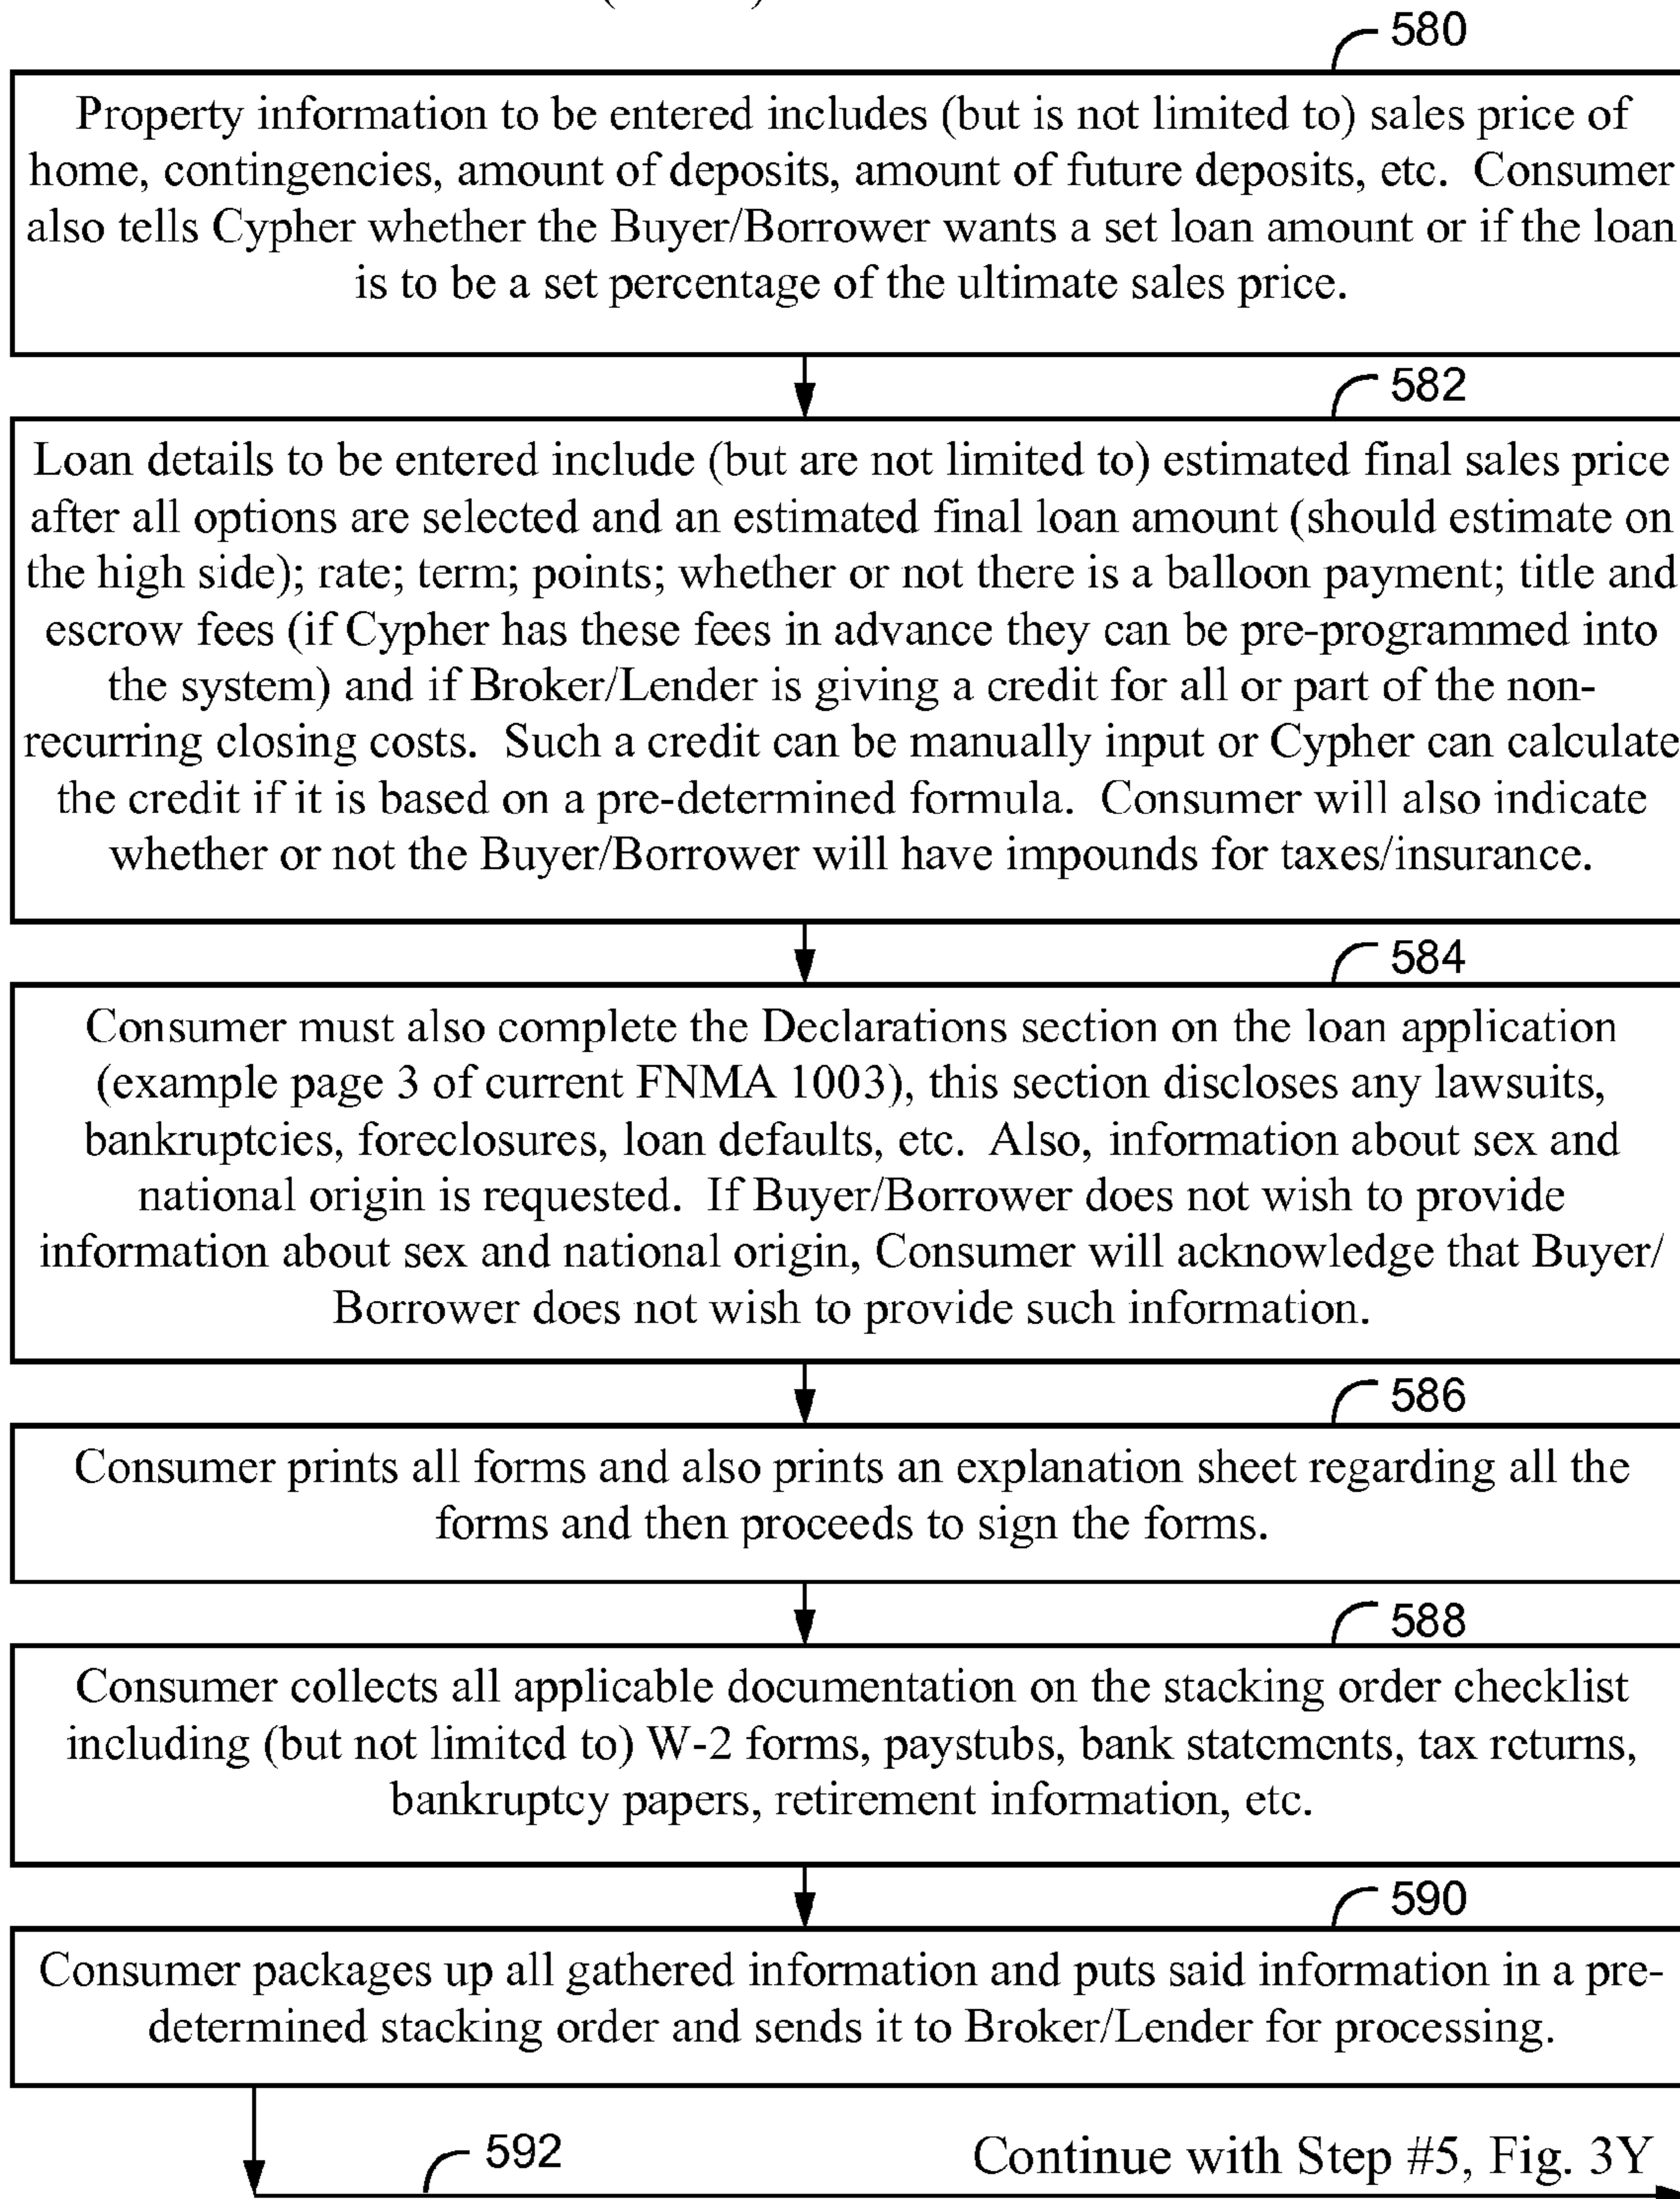 580
Property information to be entered includes (but is not limited to) sales price of
home, contingencies, amount of deposits, amount of future deposits, etc. Consumer
also tells Cypher whether the Buyer/Borrower wants a set loan amount or if the loan
is to be a set percentage of the ultimate sales price.
582
Loan details to be entered include (but are not limited to) estimated final sales price
after all options are selected and an estimated final loan amount (should estimate on
the high side); rate; term; points; whether or not there is a balloon payment; title and
escrow fees (if Cypher has these fees in advance they can be pre-programmed into
the system) and if Broker/Lender is giving a credit for all or part of the non-
recurring closing costs. Such a credit can be manually input or Cypher can calculate
the credit if it is based on a pre-determined formula. Consumer will also indicate
whether or not the Buyer/Borrower will have impounds for taxes/insurance.
584
Consumer must also complete the Declarations section on the loan application
(example page 3 of current FNMA 1003), this section discloses any lawsuits,
bankruptcies, foreclosures, loan defaults, etc. Also, information about sex and
national origin is requested. If Buyer/Borrower does not wish to provide
information about sex and national origin, Consumer will acknowledge that Buyer/
Borrower does not wish to provide such information.
586
Consumer prints all forms and also prints an explanation sheet regarding all the
forms and then proceeds to sign the forms.
588
Consumer collects all applicable documentation on the stacking order checklist
including (but not limited to) W-2 forms, paystubs, bank statements, tax returns,
bankruptcy papers, retirement information, etc.
590
Consumer packages up all gathered information and puts said information in a pre-
determined stacking order and sends it to Broker/Lender for processing.
592
Continue with Step #5, Fig. 3Y